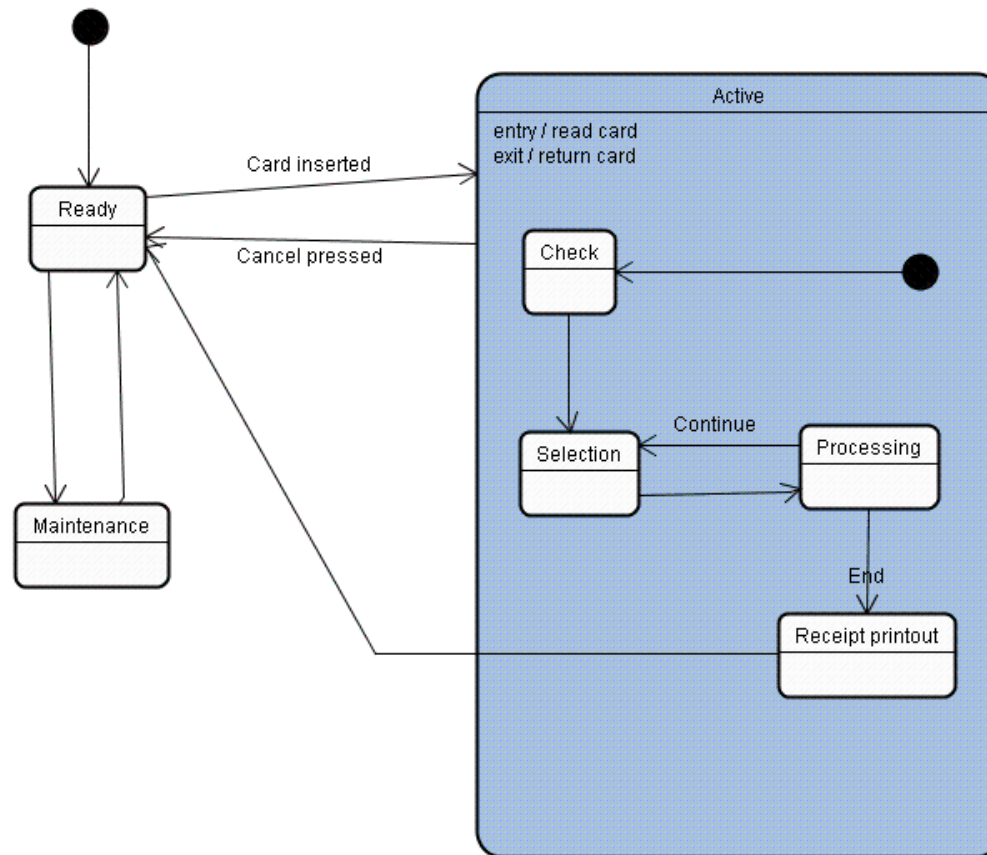 Active
entry / read card
exit / return card
Card inserted
Ready
Cancel pressed
Check
Continue
Selection
Processing
Maintenance
End
Receipt printout